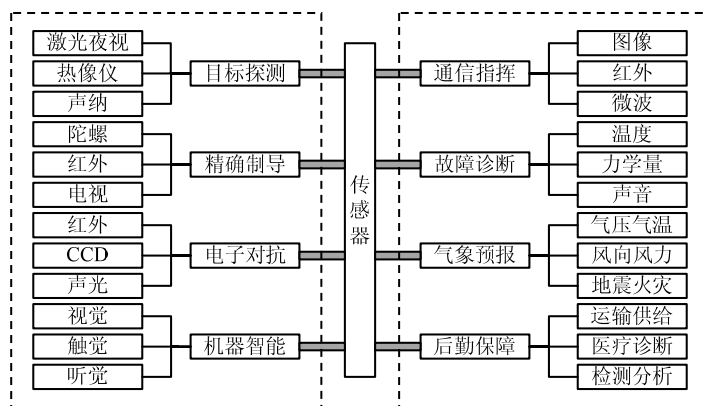 激光夜视
热像仪
声纳
目标探测
陀螺
红外
电视
精确制导
红外
CCD
声光
电子对抗
视觉
触觉
听觉
机器智能
传感器
通信指挥
图像
红外
微波
故障诊断
温度
力学量
声音
气象预报
气压气温
风向风力
地震火灾
后勤保障
运输供给
医疗诊断
检测分析